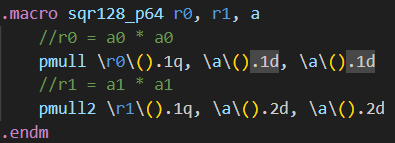 .macro sqr128_p64 r0, r1, a
//r0 = a0 * a0
pmull \r0\().1q, \a\().1d, \a\().1d
//r1 = a1 * a1
pmull2 \r1\().1q, \a\().2d, \a\().2d
.endm